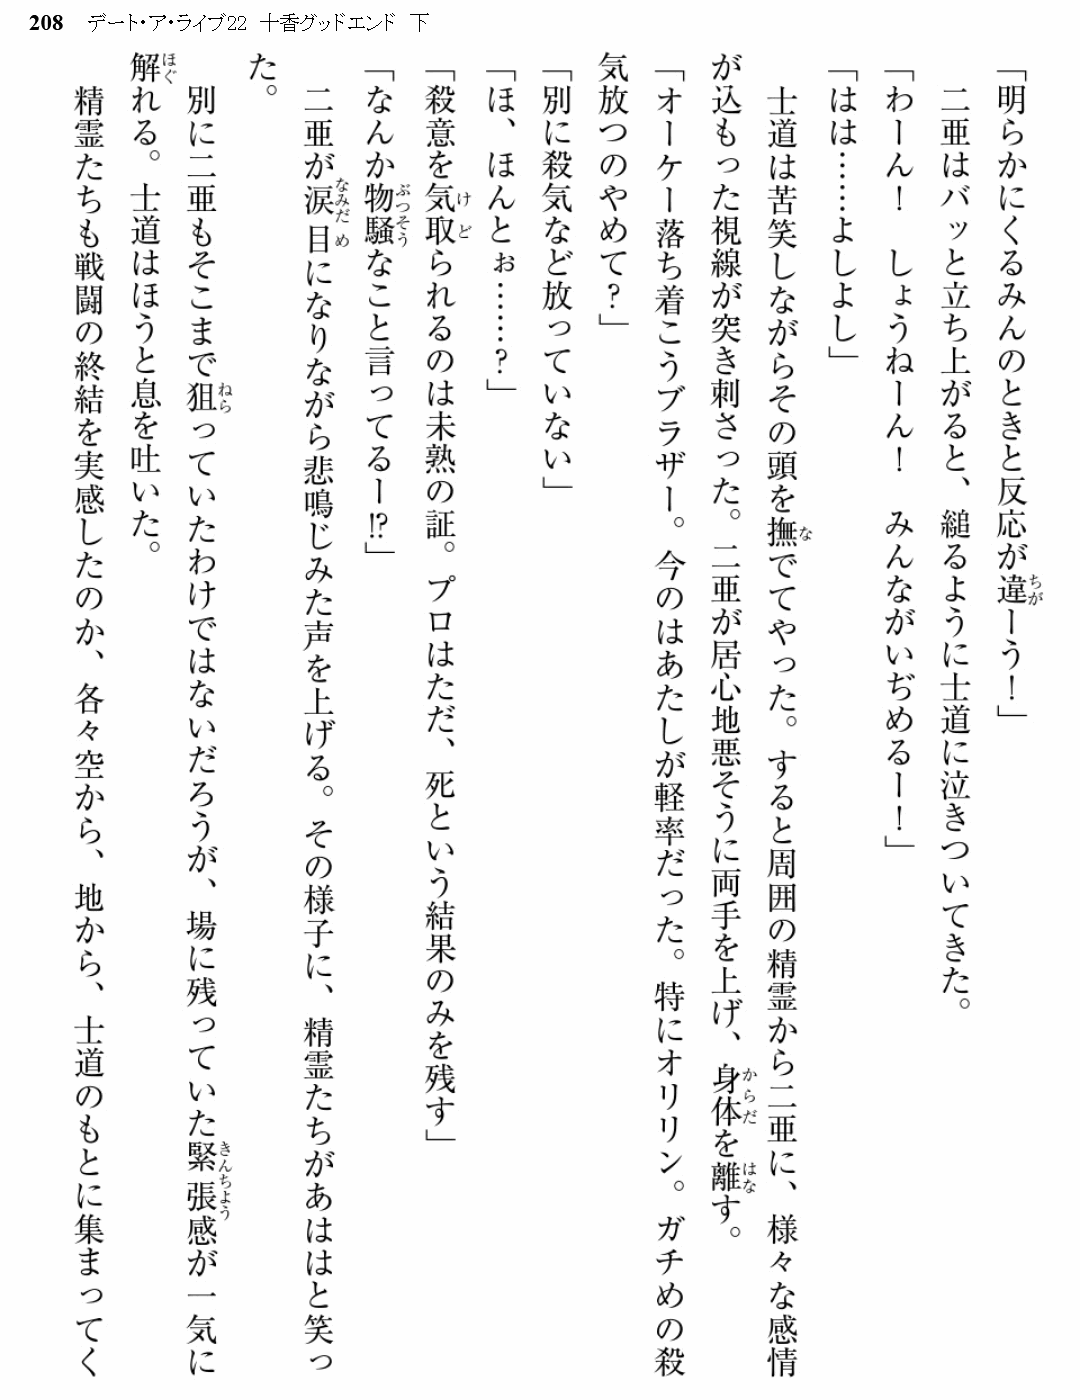 208 デート・ア・ライブ22 十香グッドエンド 下
「明らかにくるみんのときと反応が違ーう！」
二亜はバッと立ち上がると、縋るように士道に泣きついてきた。
「わーん！ しょうねーん！ みんながいぢめるー！」
「はは……よしよし」
士道は苦笑しながらその頭を撫でてやった。すると周囲の精霊から二亜に、様々な感情
が込もった視線が突き刺さった。二亜が居心地悪そうに両手を上げ、身体を離す。
「オーケー落ち着こうブラザー。今のはあたしが軽率だった。特にオリリン。ガチめの殺
気放つのやめて？」
「別に殺気など放っていない」
「ほ、ほんとぉ……？」
「殺意を気取られるのは未熟の証。プロはただ、死という結果のみを残す」
「なんか物騒なこと言ってるー!?」
二亜が涙目になりながら悲鳴じみた声を上げる。その様子に、精霊たちがあははと笑っ
た。
別に二亜もそこまで狙っていたわけではないだろうが、場に残っていた緊張感が一気に
解れる。士道はほうと息を吐いた。
精霊たちも戦闘の終結を実感したのか、各々空から、地から、士道のもとに集まってく